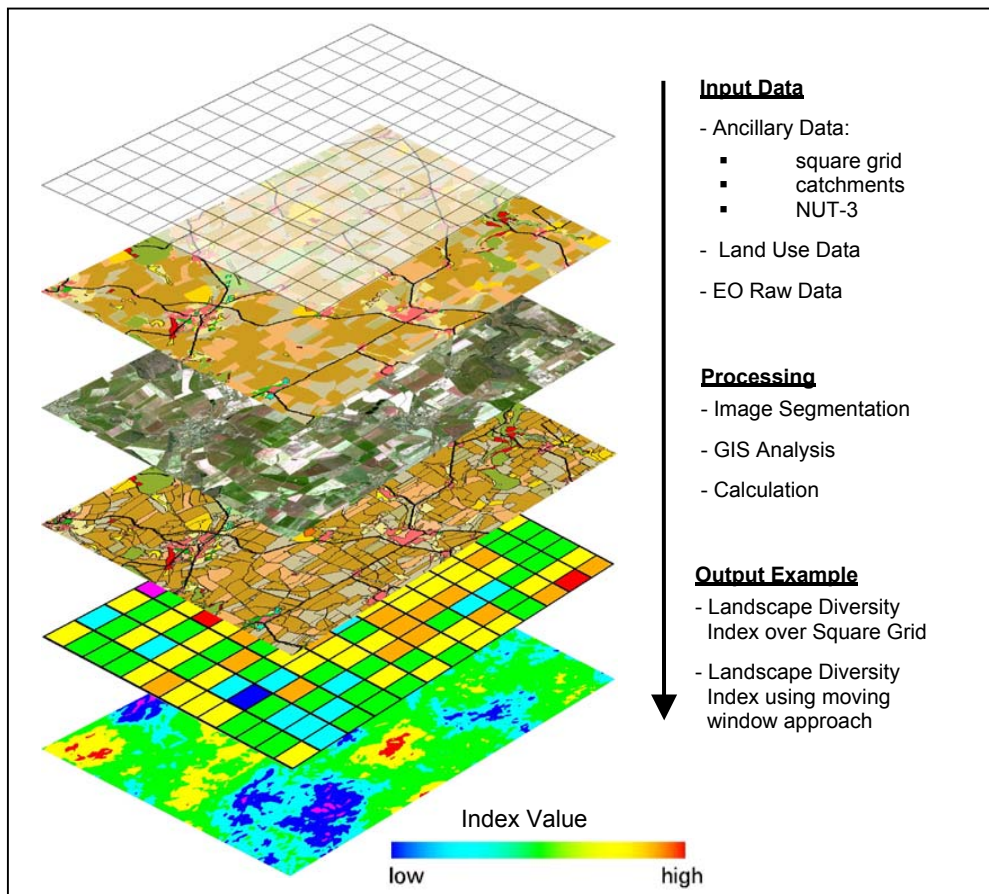 Input Data
- Ancillary Data:
▪ square grid
▪ catchments
▪ NUT-3
- Land Use Data
- EO Raw Data
Processing
- Image Segmentation
- GIS Analysis
- Calculation
Output Example
- Landscape Diversity
Index over Square Grid
- Landscape Diversity
Index using moving
window approach
Index Value
low high